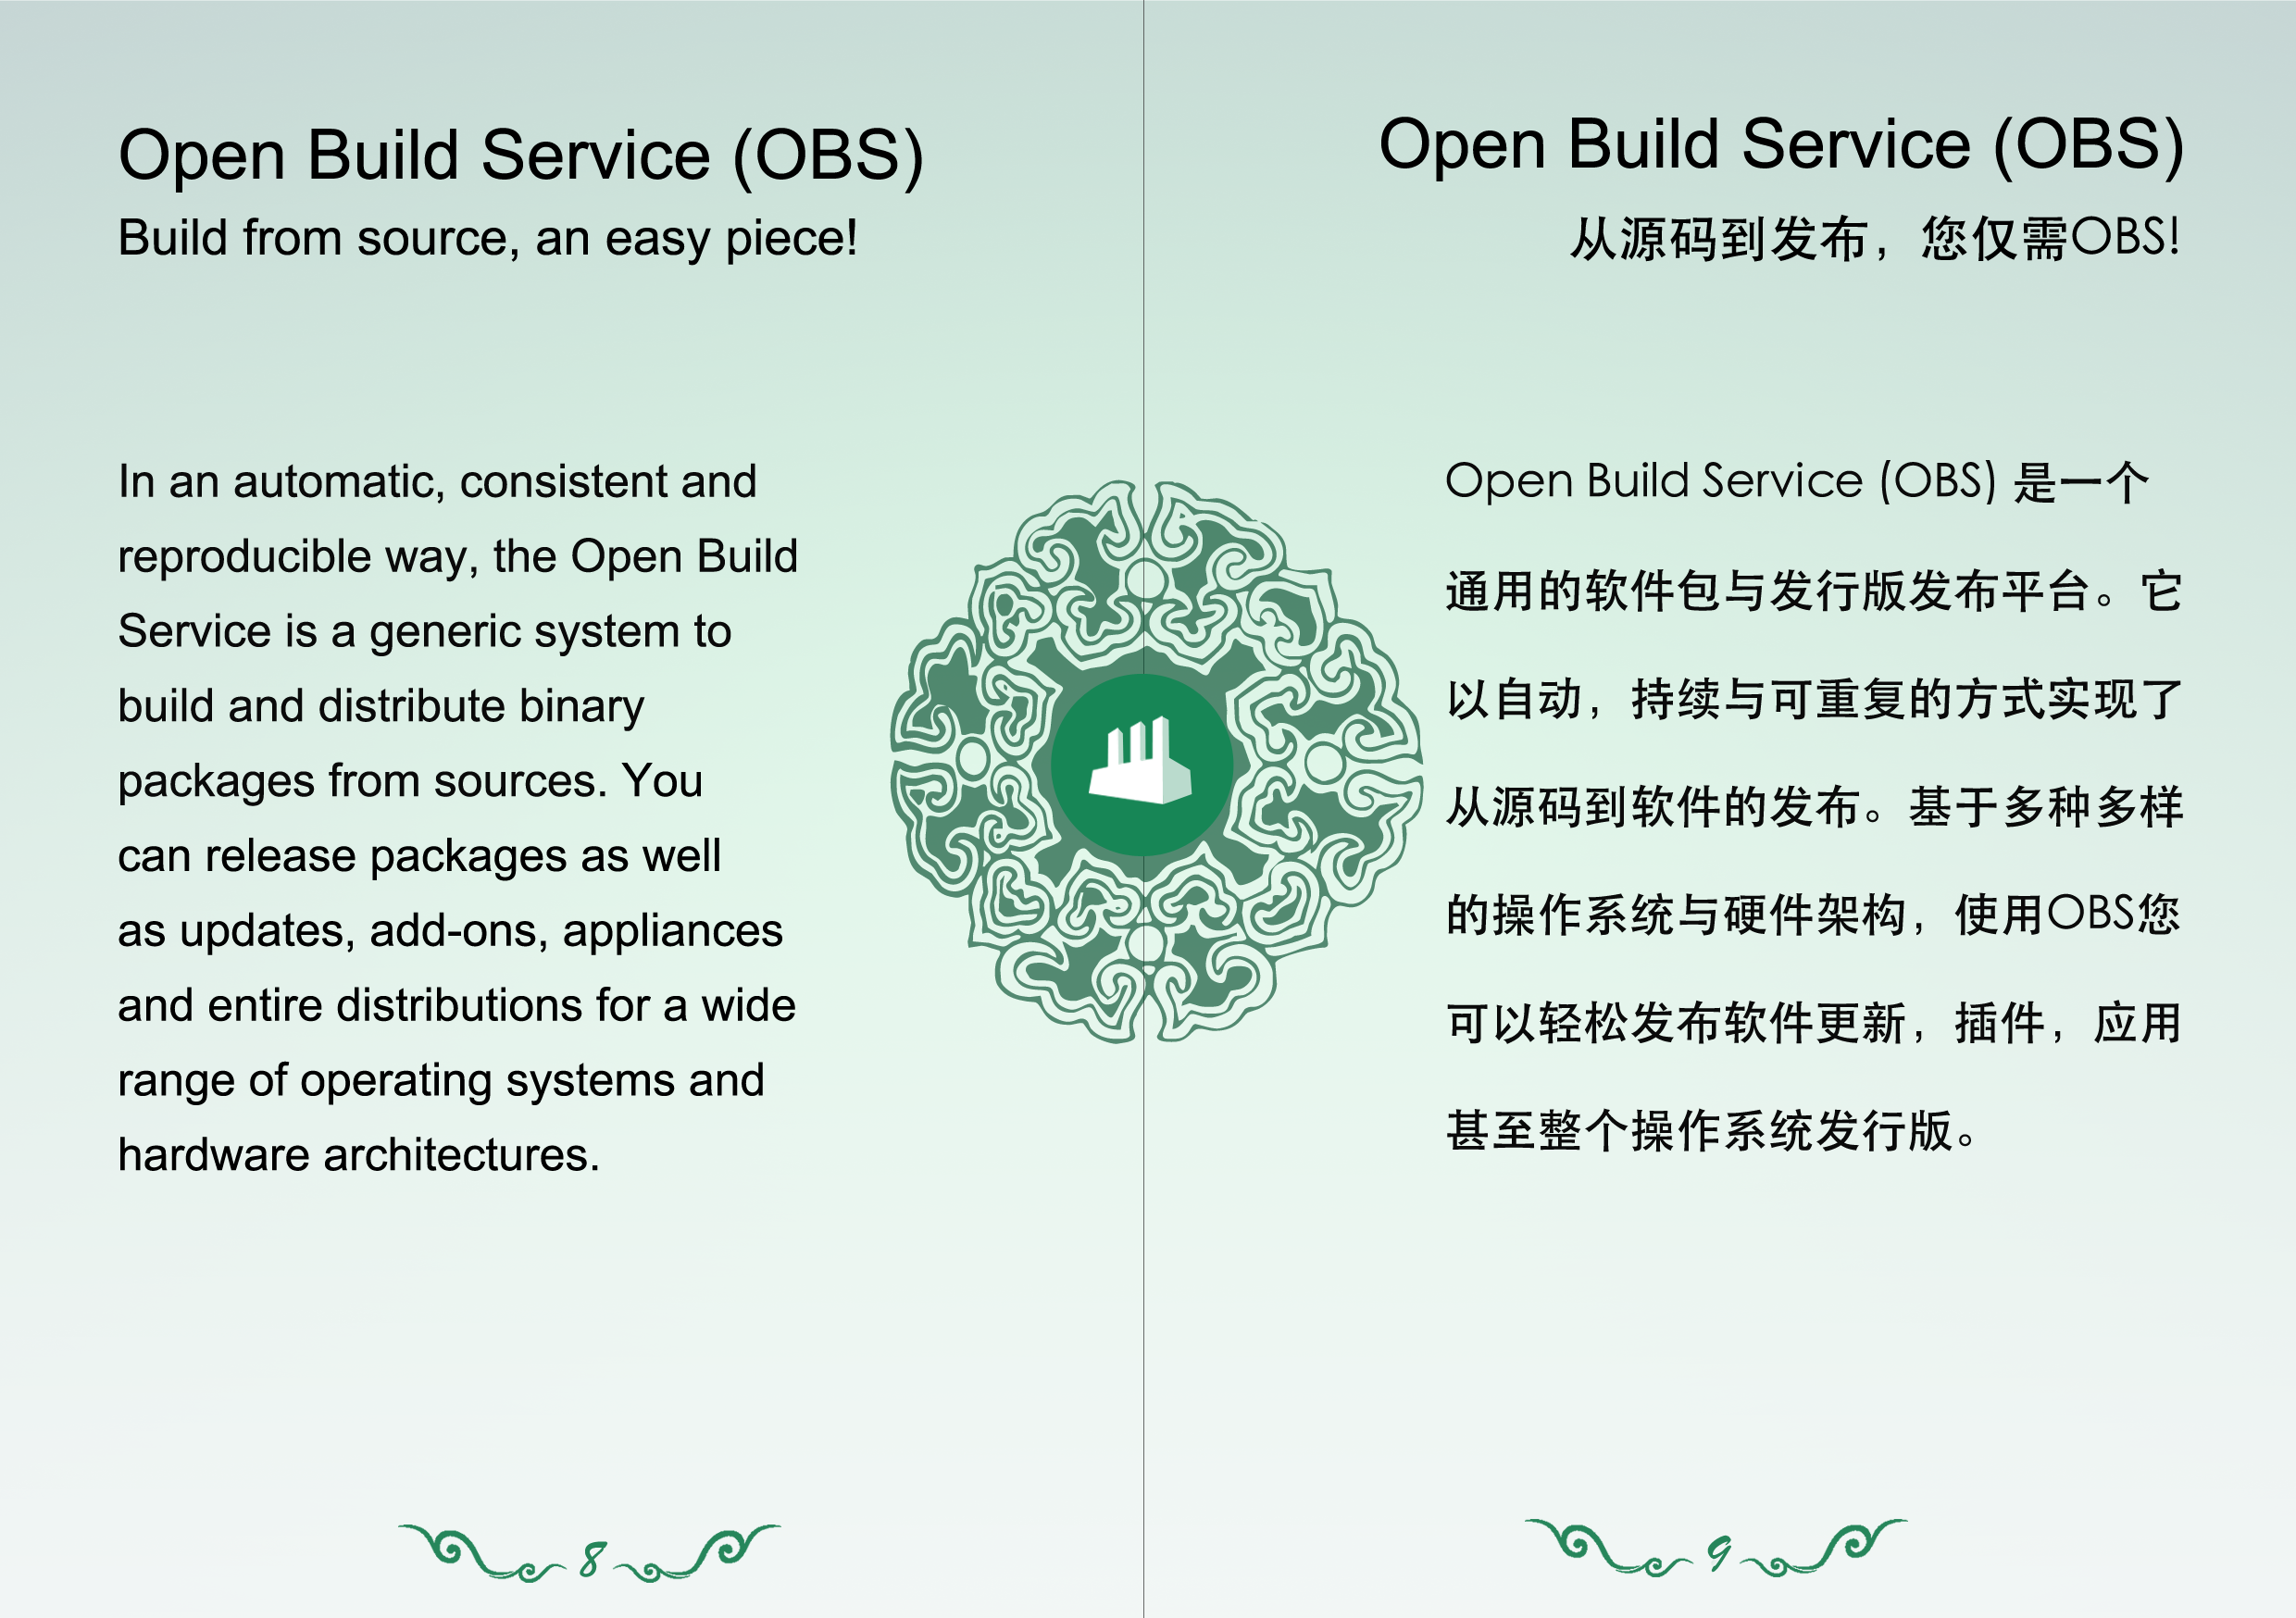 Open Build Service (OBS)
Build from source, an easy piece!
In an automatic, consistent and
reproducible way, the Open Build
Service is a generic system to
build and distribute binary
packages from sources. You
can release packages as well
as updates, add-ons, appliances
and entire distributions for a wide
range of operating systems and
hardware architectures.
8
Open Build Service (OBS)
从源码到发布，您仅需OBS!
Open Build Service (OBS) 是一个
通用的软件包与发行版发布平台。它
以自动，持续与可重复的方式实现了
从源码到软件的发布。基于多种多样
的操作系统与硬件架构，使用OBS您
可以轻松发布软件更新，插件，应用
甚至整个操作系统发行版。
9